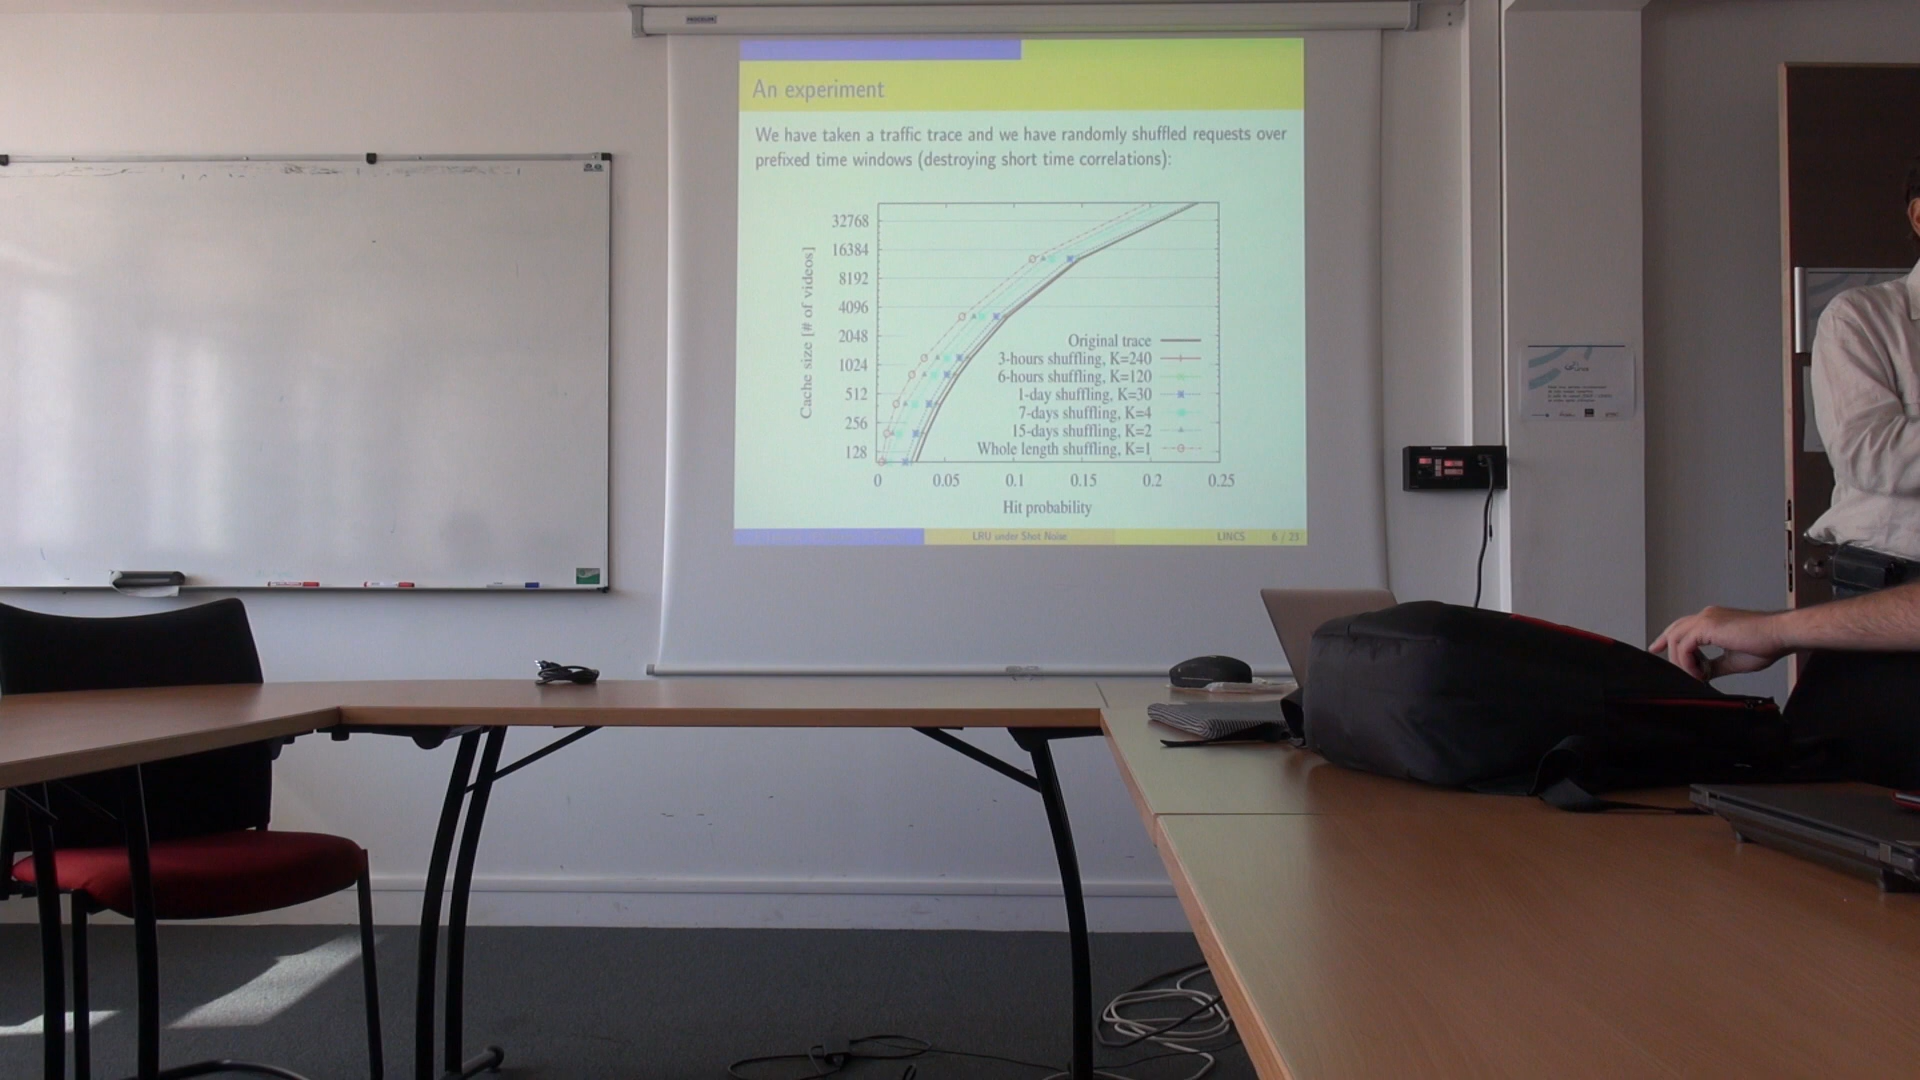 An experiment
We have taken a traffic trace and we have randomly shuffled requests over
prefixed time windows (destroying short time correlations):
Cache size [# of videos]
32768
16384
8192
4096
2048
1024
512
256
128
Original trace
3-hours shuffling, K=240
6-hours shuffling, K=120
1-day shuffling, K=30
7-days shuffling, K=4
15-days shuffling, K=2
Whole length shuffling, K=1
0 0.05 0.1 0.15 0.2 0.25
Hit probability
LRU under Shot Noise LINCS 6 / 23